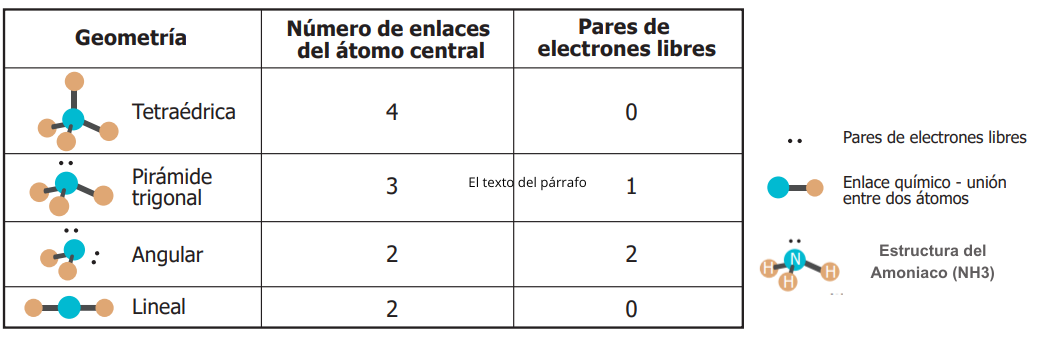 Geometría
Número de enlaces
del átomo central
Pares de
electrones libres
Tetraédrica
4
0
Pirámide
trigonal
3
El texto del párrafo
1
Angular
2
2
Lineal
2
0
Pares de electrones libres
Enlace químico - unión
entre dos átomos
N
H
H
H
Estructura del
Amoniaco (NH3)